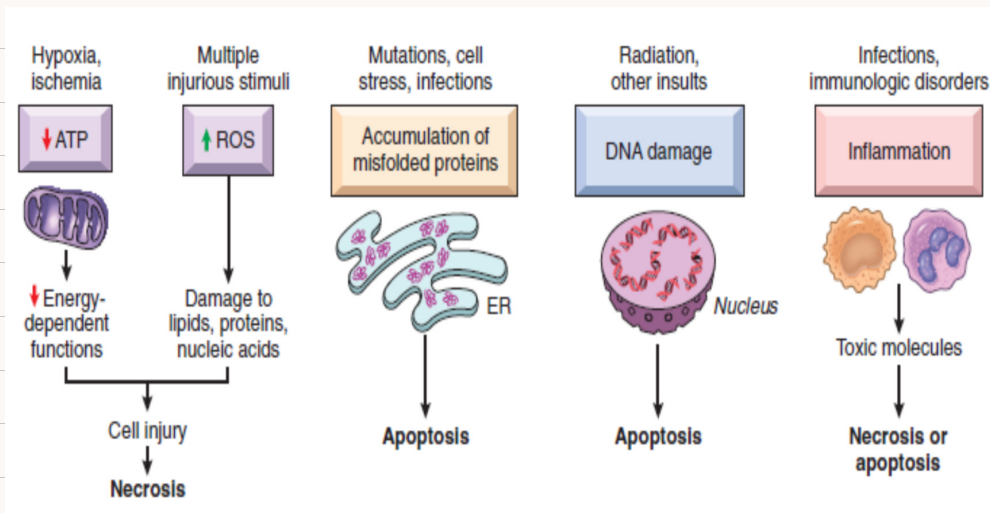 Hypoxia,
ischemia
↓ATP
↓Energy-
dependent
functions
Multiple
injurious stimuli
↑ROS
Damage to
lipids, proteins,
nucleic acids
Cell injury
Necrosis
Mutations, cell
stress, infections
Accumulation of
misfolded proteins
ER
Apoptosis
Radiation,
other insults
DNA damage
Nucleus
Apoptosis
Infections,
immunologic disorders
Inflammation
Toxic molecules
Necrosis or
apoptosis